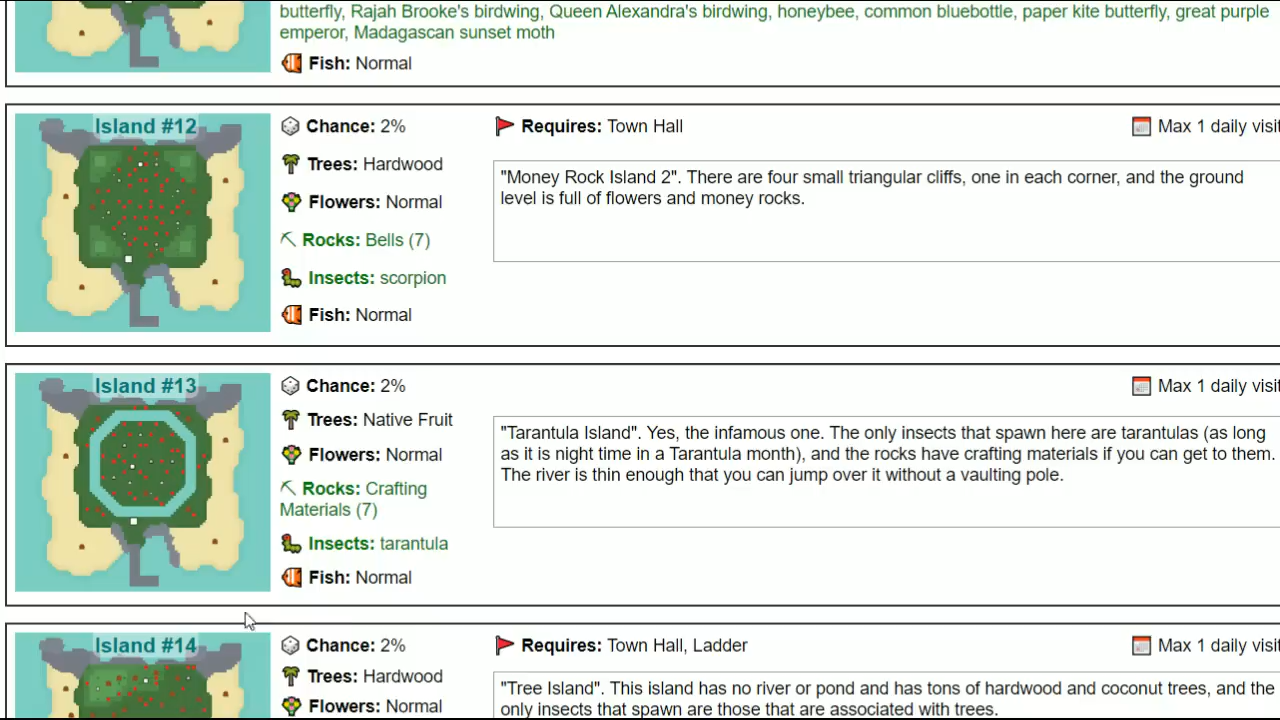 butterfly, Rajah Brooke's birdwing, Queen Alexandra's birdwing, honeybee, common bluebottle, paper kite butterfly, great purple
emperor, Madagascan sunset moth
Fish: Normal
Island #12
Chance: 2%
Requires: Town Hall
Max 1 daily visit
Trees: Hardwood
Flowers: Normal
Rocks: Bells (7)
Insects: scorpion
Fish: Normal
"Money Rock Island 2". There are four small triangular cliffs, one in each corner, and the ground
level is full of flowers and money rocks.
Island #13
Chance: 2%
Max 1 daily visit
Trees: Native Fruit
Flowers: Normal
Rocks: Crafting
Materials (7)
Insects: tarantula
Fish: Normal
"Tarantula Island". Yes, the infamous one. The only insects that spawn here are tarantulas (as long
as it is night time in a Tarantula month), and the rocks have crafting materials if you can get to them.
The river is thin enough that you can jump over it without a vaulting pole.
Island #14
Chance: 2%
Requires: Town Hall, Ladder
Max 1 daily visit
Trees: Hardwood
Flowers: Normal
"Tree Island". This island has no river or pond and has tons of hardwood and coconut trees, and the
only insects that spawn are those that are associated with trees.